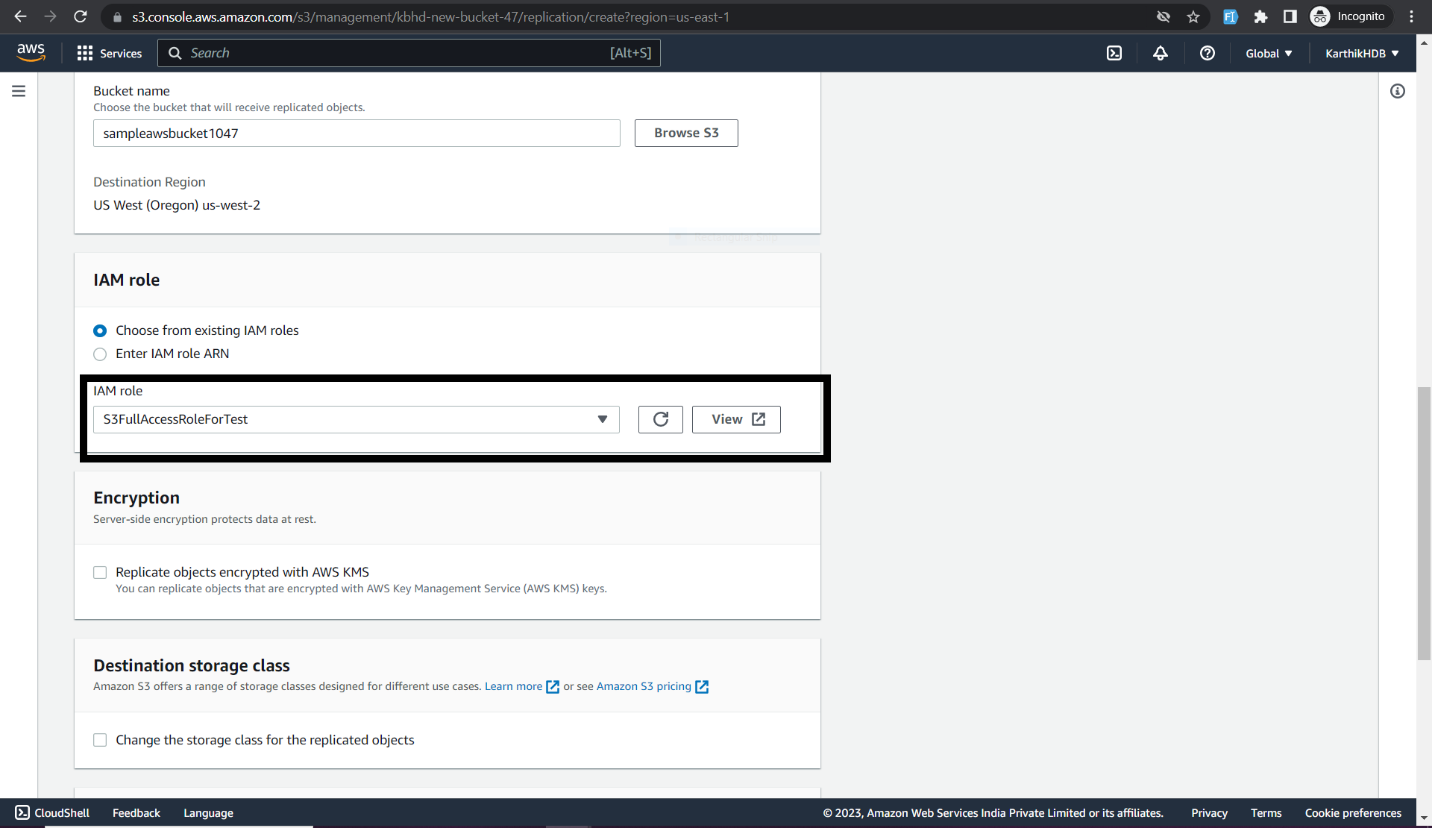 s3.console.aws.amazon.com/s3/management/kbhd-new-bucket-47/replication/create?region=us-east-1
Incognito
aws
Services
Search
[Alt+S]
Global
KarthikHDB
Bucket name
Choose the bucket that will receive replicated objects.
sampleawsbucket1047
Browse S3
Destination Region
US West (Oregon) us-west-2
IAM role
Choose from existing IAM roles
Enter IAM role ARN
IAM role
S3FullAccessRoleForTest
View
Encryption
Server-side encryption protects data at rest.
Replicate objects encrypted with AWS KMS
You can replicate objects that are encrypted with AWS Key Management Service (AWS KMS) keys.
Destination storage class
Amazon S3 offers a range of storage classes designed for different use cases. Learn more or see Amazon S3 pricing
Change the storage class for the replicated objects
CloudShell
Feedback
Language
© 2023, Amazon Web Services India Private Limited or its affiliates.
Privacy
Terms
Cookie preferences